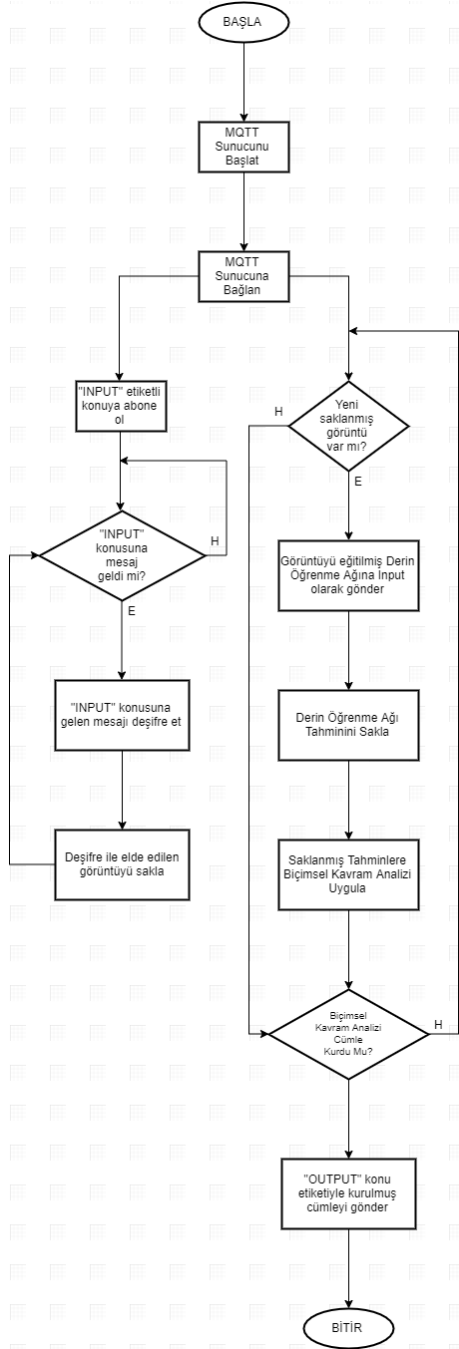 BAŞLA
MQTT
Sunucunu
Başlat
MQTT
Sunucuna
Bağlan
"INPUT" etiketli
konuya abone
ol
"INPUT"
konusuna
mesaj
geldi mi?
H
E
"INPUT" konusuna
gelen mesajı deşifre et
Deşifre ile elde edilen
görüntüyü sakla
H
Yeni
saklanmış
görüntü
var mı?
E
Görüntüyü eğitilmiş Derin
Öğrenme Ağına Input
olarak gönder
Derin Öğrenme Ağı
Tahminini Sakla
Saklanmış Tahminlere
Biçimsel Kavram Analizi
Uygula
Biçimsel
Kavram Analizi
Cümle
Kurdu Mu?
H
"OUTPUT" konu
etiketiyle kurulmuş
cümleyi gönder
BİTİR